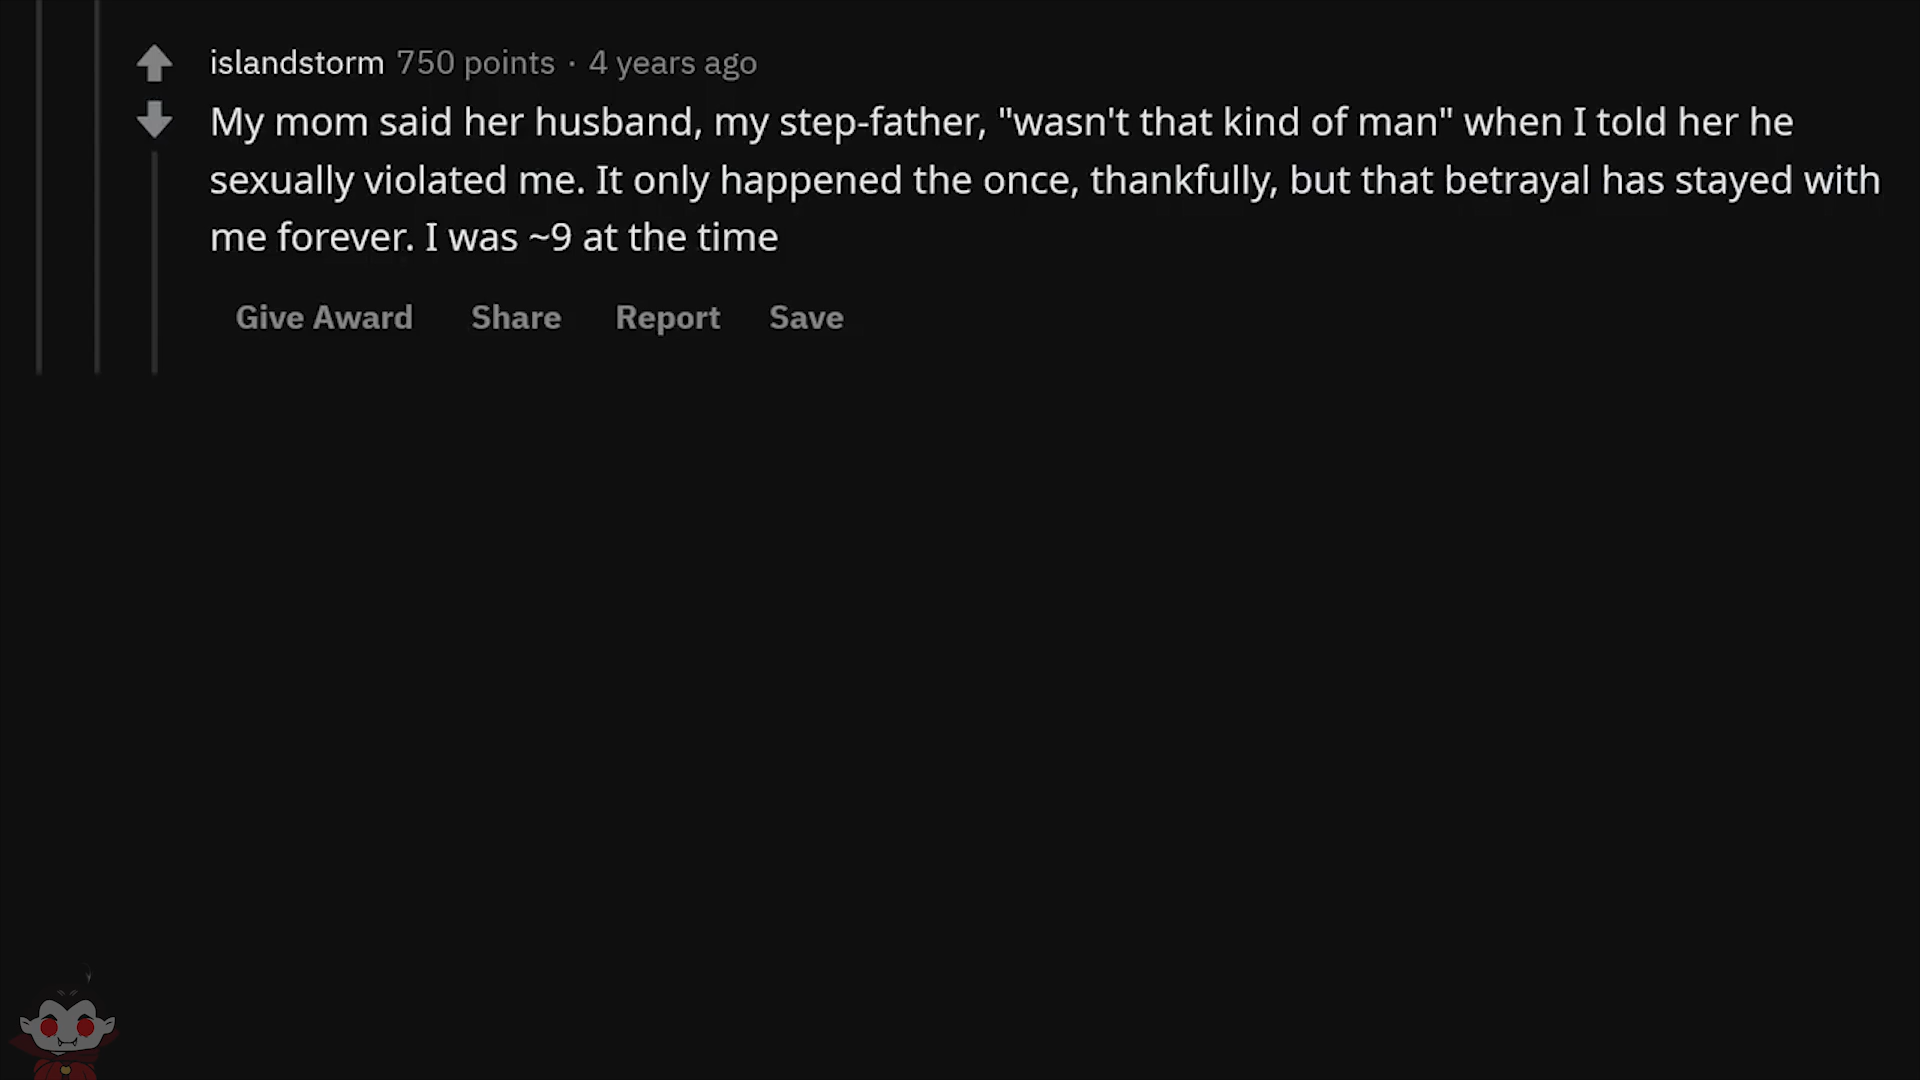 islandstorm 750 points · 4 years ago
My mom said her husband, my step-father, "wasn't that kind of man" when I told her he
sexually violated me. It only happened the once, thankfully, but that betrayal has stayed with
me forever. I was ~9 at the time
Give Award Share Report Save